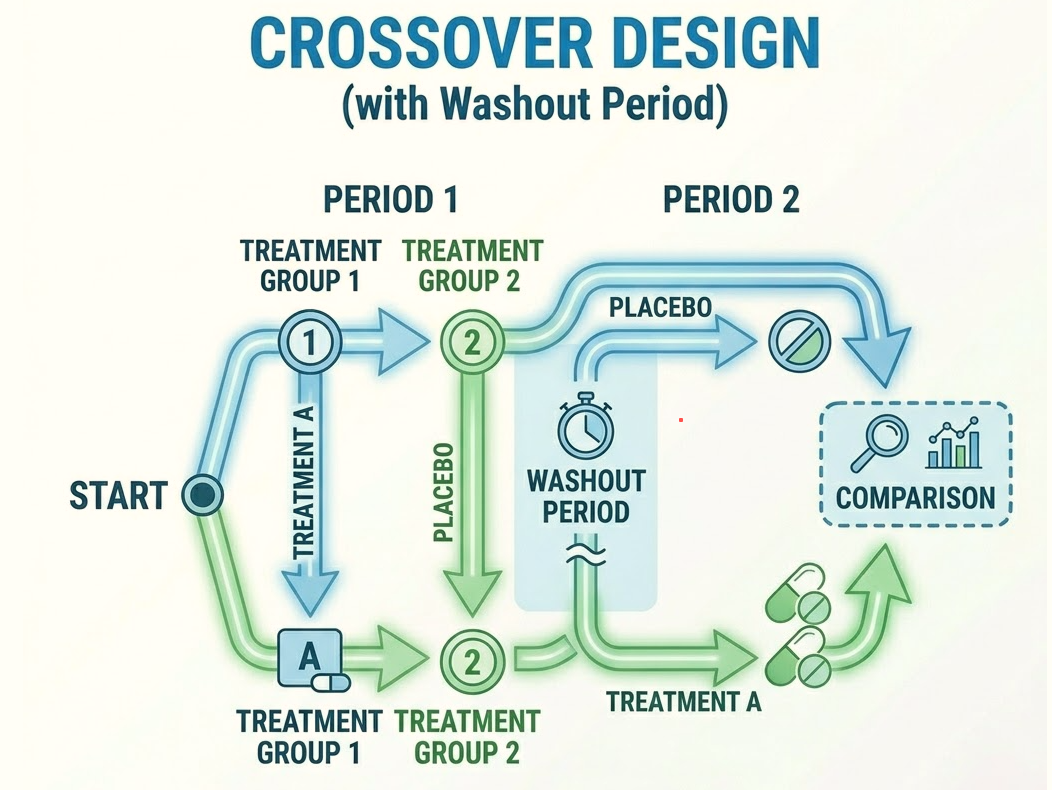 CROSSOVER DESIGN
(with Washout Period)
PERIOD 1
PERIOD 2
TREATMENT
GROUP 1
TREATMENT
GROUP 2
1
2
PLACEBO
TREATMENT A
PLACEBO
START
WASHOUT
PERIOD
COMPARISON
A
2
TREATMENT A
TREATMENT
GROUP 1
TREATMENT
GROUP 2